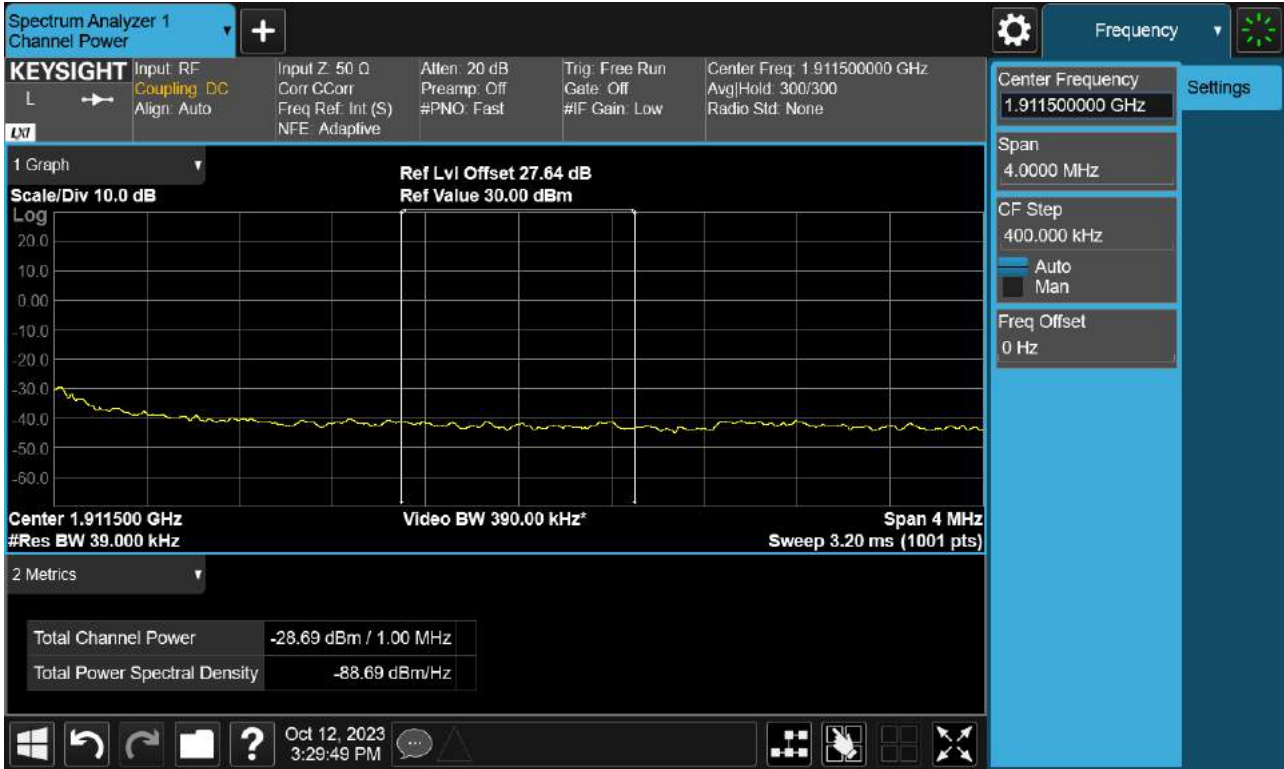 Spectrum Analyzer 1
Channel Power
+
Frequency
KEYSIGHT
L
LXI
Input: RF
Coupling: DC
Align: Auto
Input Z: 50 Ω
Corr CCorr
Freq Ref: Int (S)
NFE: Adaptive
Atten: 20 dB
Preamp: Off
#PNO: Fast
Trig: Free Run
Gate: Off
#IF Gain: Low
Center Freq: 1.911500000 GHz
Avg|Hold: 300/300
Radio Std: None
Center Frequency
1.911500000 GHz
Settings
Span
4.0000 MHz
CF Step
400.000 kHz
Auto
Man
Freq Offset
0 Hz
1 Graph
Scale/Div 10.0 dB
Ref Lvl Offset 27.64 dB
Ref Value 30.00 dBm
Log
20.0
10.0
0.00
-10.0
-20.0
-30.0
-40.0
-50.0
-60.0
Center 1.911500 GHz
#Res BW 39.000 kHz
Video BW 390.00 kHz*
Span 4 MHz
Sweep 3.20 ms (1001 pts)
2 Metrics
Total Channel Power -28.69 dBm / 1.00 MHz
Total Power Spectral Density -88.69 dBm/Hz
?
Oct 12, 2023
3:29:49 PM